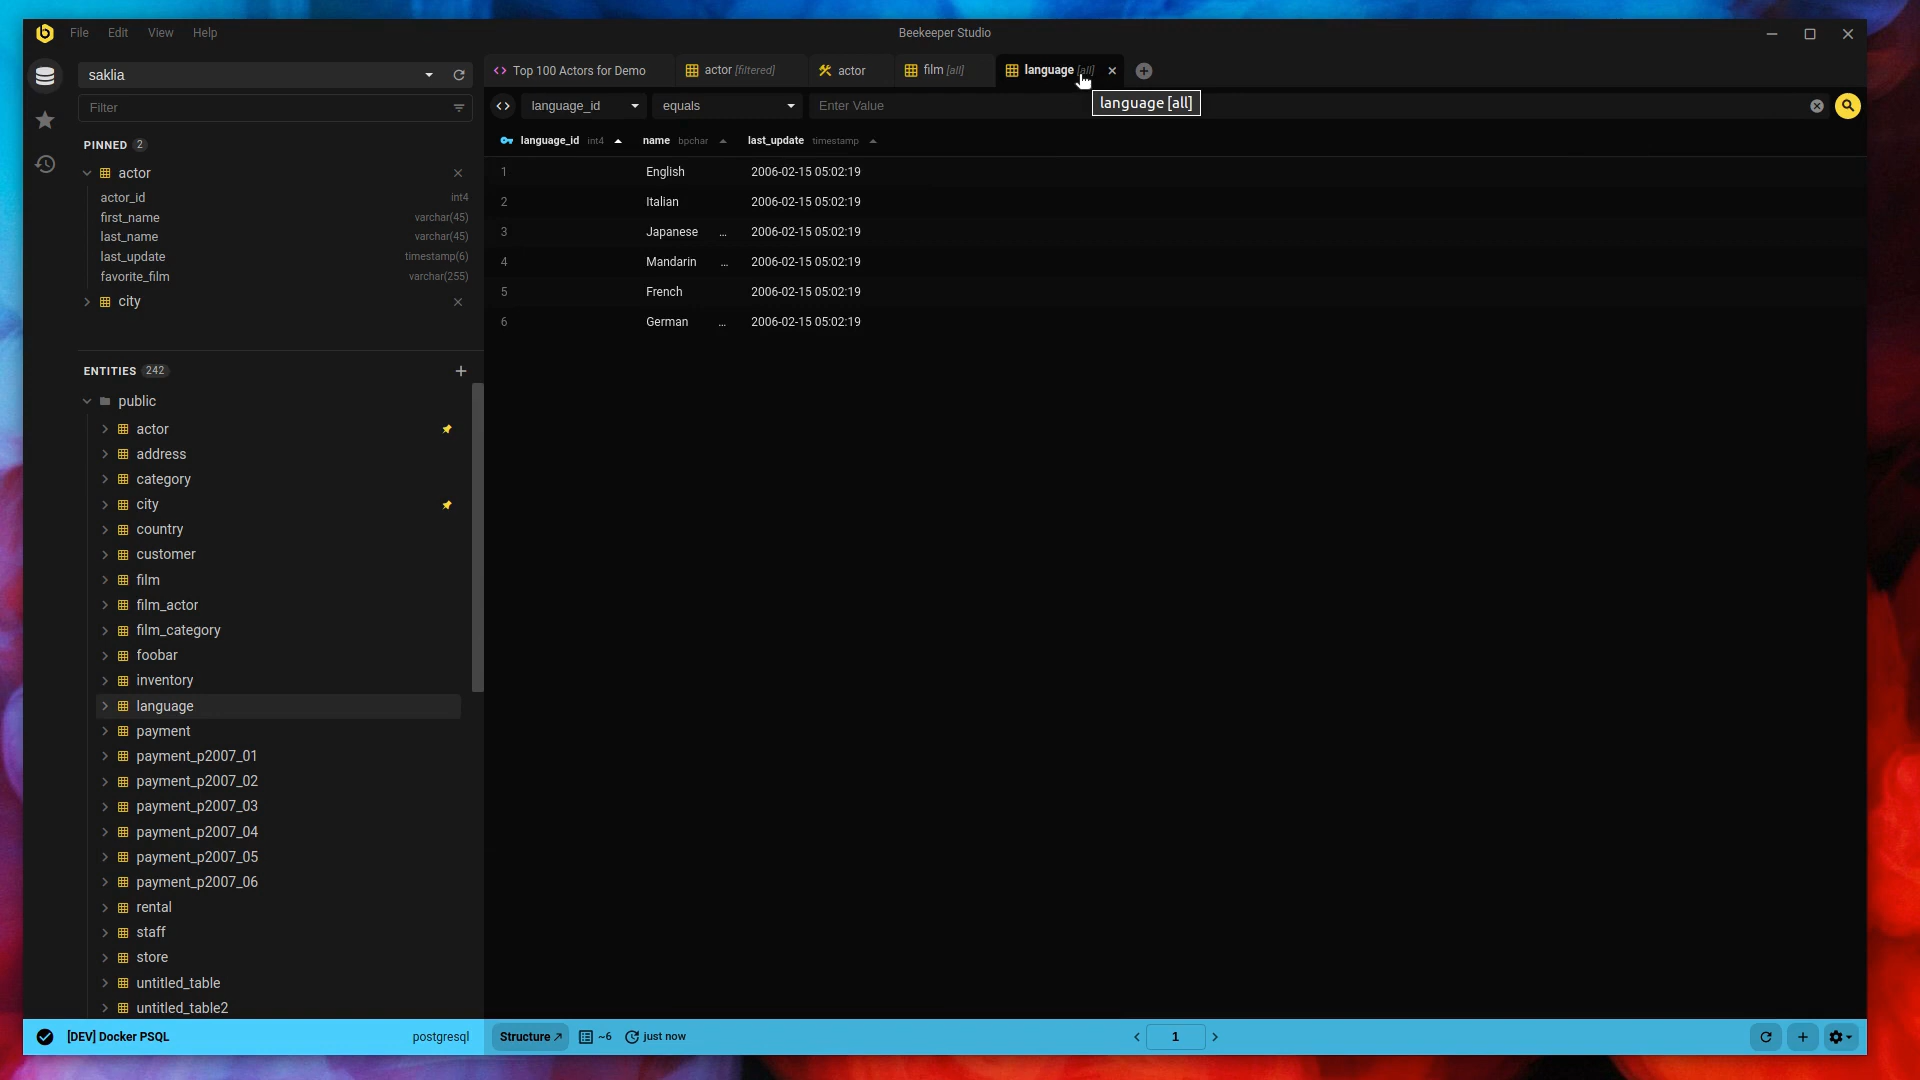 File Edit View Help
Beekeeper Studio
saklia
Filter
PINNED 2
actor
actor_id int4
first_name varchar(45)
last_name varchar(45)
last_update timestamp(6)
favorite_film varchar(255)
city
ENTITIES 242
public
actor
address
category
city
country
customer
film
film_actor
film_category
foobar
inventory
language
payment
payment_p2007_01
payment_p2007_02
payment_p2007_03
payment_p2007_04
payment_p2007_05
payment_p2007_06
rental
staff
store
untitled_table
untitled_table2
[DEV] Docker PSQL postgresql
Top 100 Actors for Demo actor [filtered] actor film [all] language [all]
language_id equals Enter Value
language [all]
language_id int4 name bpchar last_update timestamp
1 English 2006-02-15 05:02:19
2 Italian 2006-02-15 05:02:19
3 Japanese ... 2006-02-15 05:02:19
4 Mandarin ... 2006-02-15 05:02:19
5 French 2006-02-15 05:02:19
6 German ... 2006-02-15 05:02:19
Structure ~6 just now 1